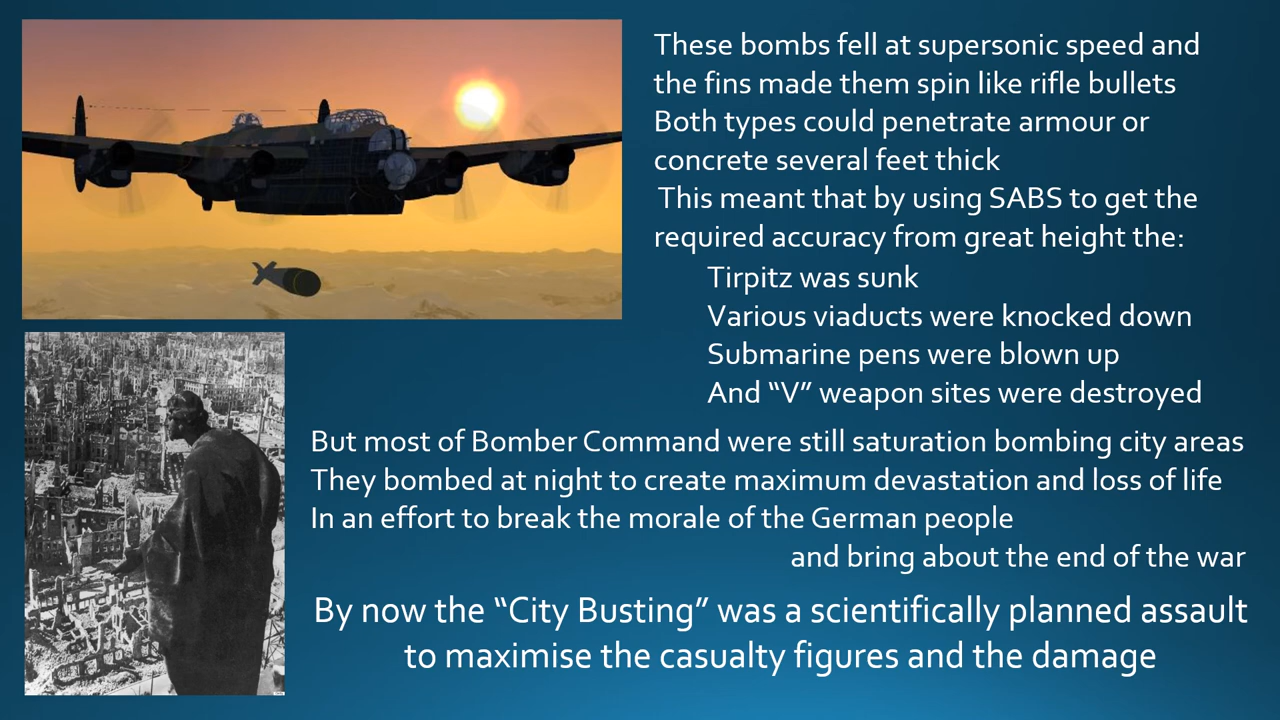 These bombs fell at supersonic speed and
the fins made them spin like rifle bullets
Both types could penetrate armour or
concrete several feet thick
This meant that by using SABS to get the
required accuracy from great height the:
Tirpitz was sunk
Various viaducts were knocked down
Submarine pens were blown up
And “V” weapon sites were destroyed
But most of Bomber Command were still saturation bombing city areas
They bombed at night to create maximum devastation and loss of life
In an effort to break the morale of the German people
and bring about the end of the war
By now the “City Busting” was a scientifically planned assault
to maximise the casualty figures and the damage